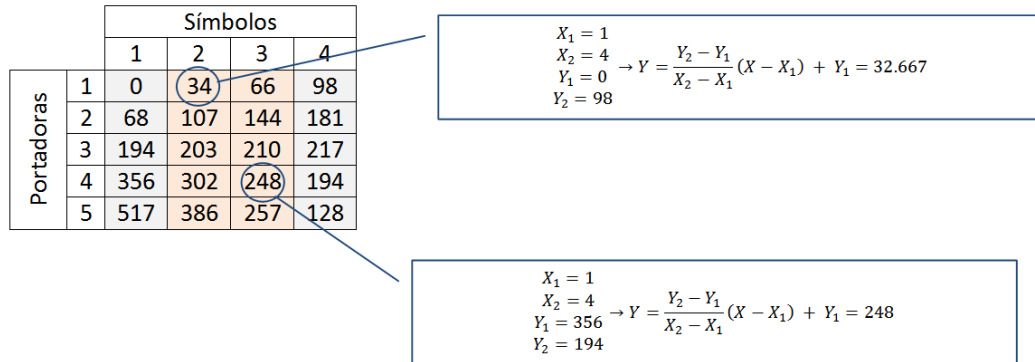 Símbolos
1 2 3 4
Portadoras
1 0 34 66 98
2 68 107 144 181
3 194 203 210 217
4 356 302 248 194
5 517 386 257 128
X₁ = 1
X₂ = 4
Y₁ = 0
Y₂ = 98
→ Y = (Y₂ − Y₁)/(X₂ − X₁) (X − X₁) + Y₁ = 32.667
X₁ = 1
X₂ = 4
Y₁ = 356
Y₂ = 194
→ Y = (Y₂ − Y₁)/(X₂ − X₁) (X − X₁) + Y₁ = 248